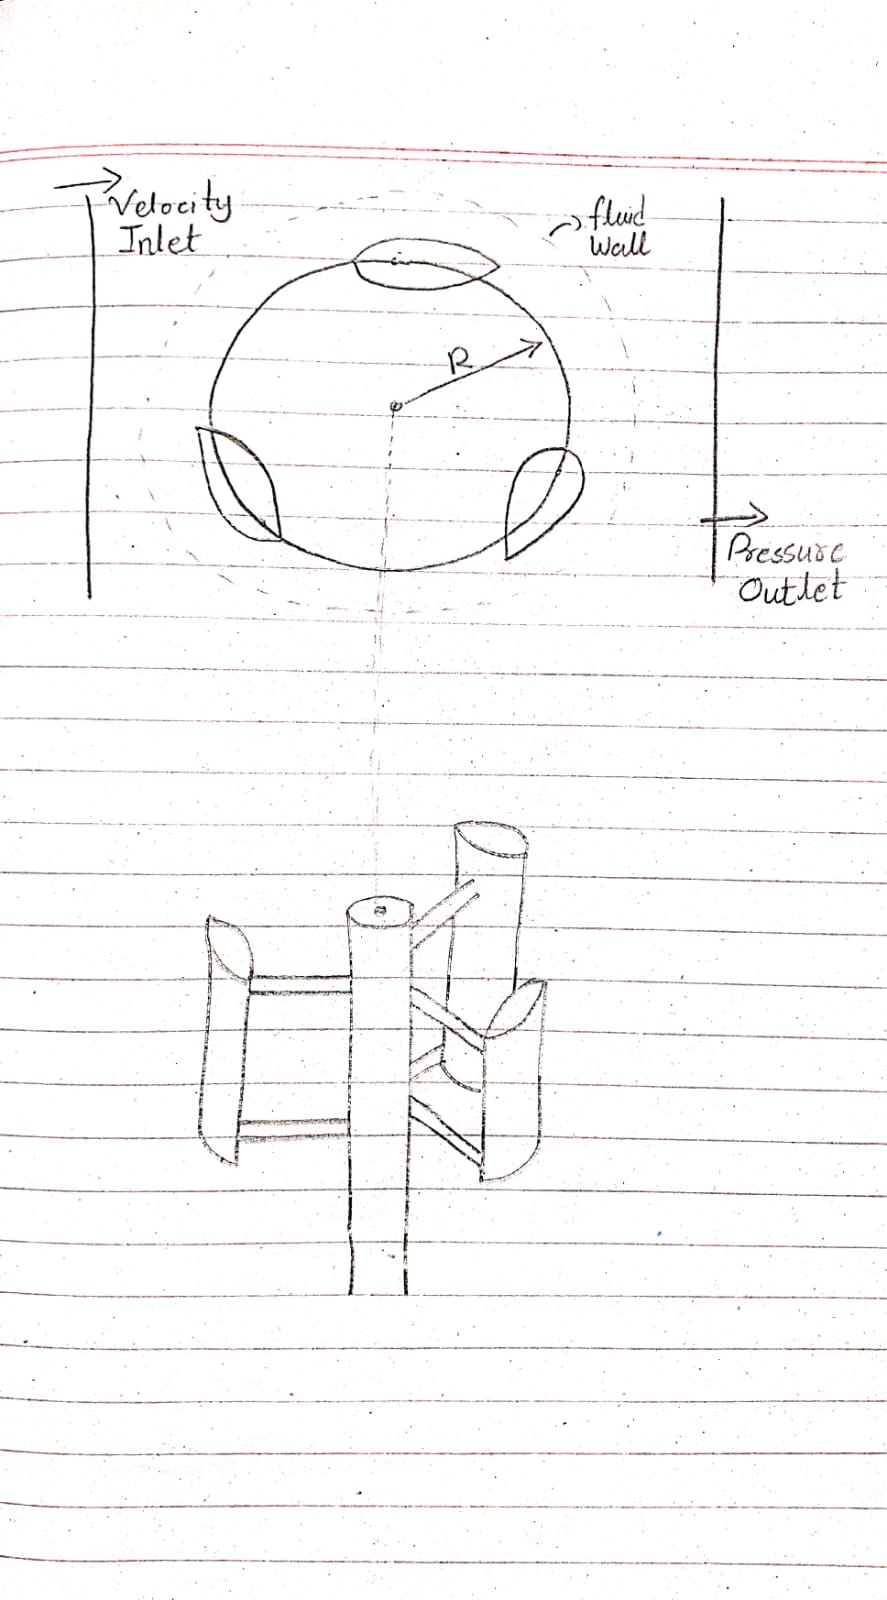 Velocity
Inlet
fluid
Wall
R
Pressure
Outlet